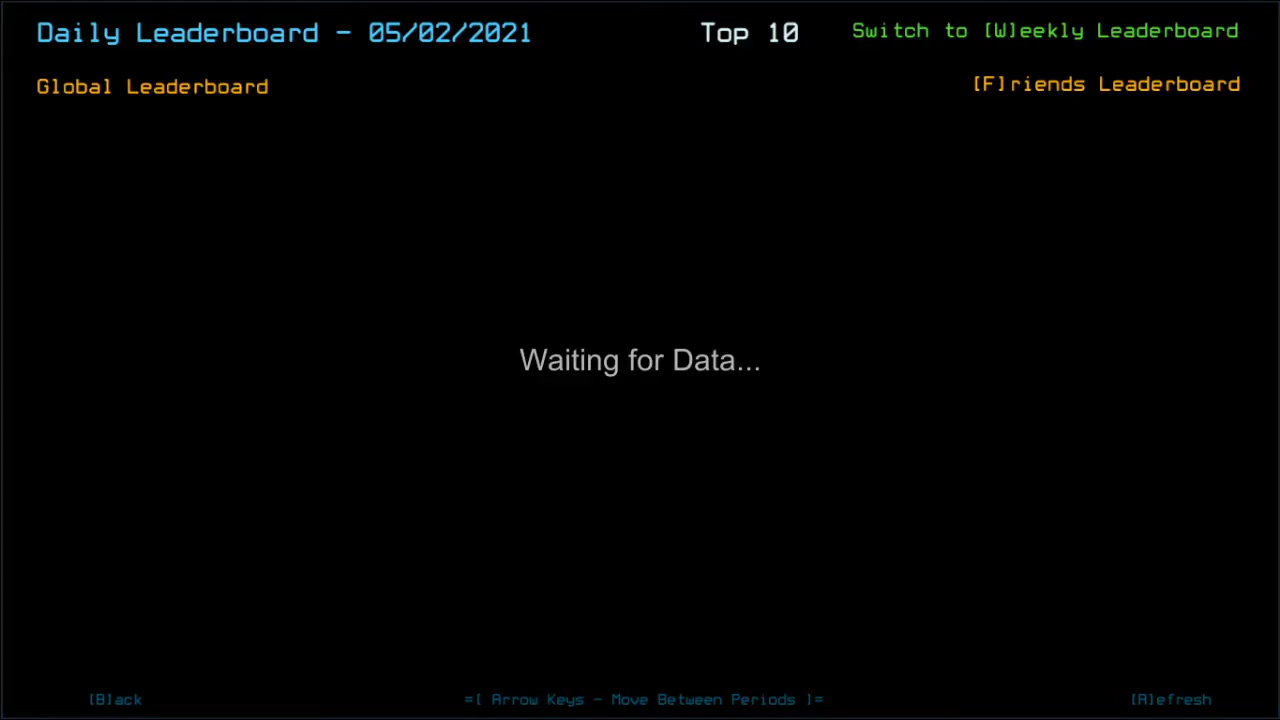 Daily Leaderboard - 05/02/2021
Top 10
Switch to [W]eekly Leaderboard
Global Leaderboard
[F]riends Leaderboard
Waiting for Data...
[B]ack
=[ Arrow Keys - Move Between Periods ]=
[R]efresh